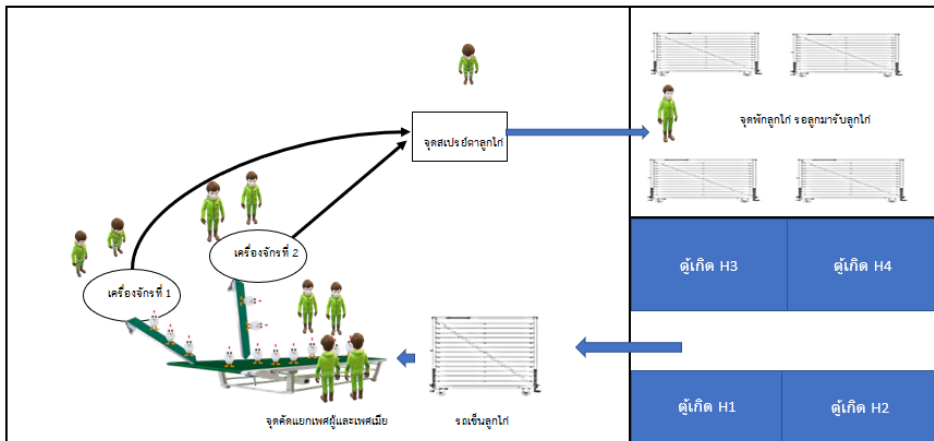 จุดสเปรย์ตาลูกไก่
จุดพักลูกไก่ รอลูกมารับลูกไก่
เครื่องจักรที่ 2
เครื่องจักรที่ 1
ตู้เกิด H3
ตู้เกิด H4
ตู้เกิด H1
ตู้เกิด H2
จุดคัดแยกเพศผู้และเพศเมีย
รถเข็นลูกไก่